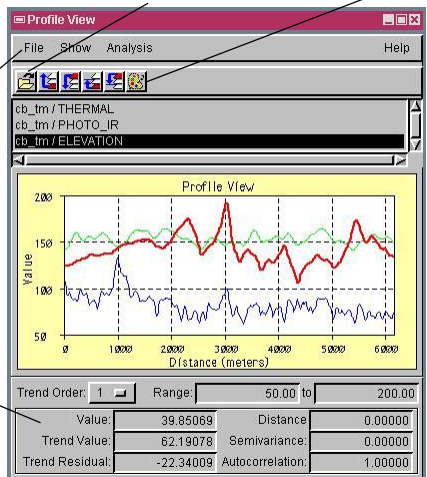 Profile View
File Show Analysis Help
cb_tm / THERMAL
cb_tm / PHOTO_IR
cb_tm / ELEVATION
Profile View
200
150
100
50
Value
0 1000 2000 3000 4000 5000 6000
Distance (meters)
Trend Order: 1 Range: 50.00 to 200.00
Value: 39.85069 Distance 0.00000
Trend Value: 62.19078 Semivariance: 0.00000
Trend Residual: -22.34009 Autocorrelation: 1.00000